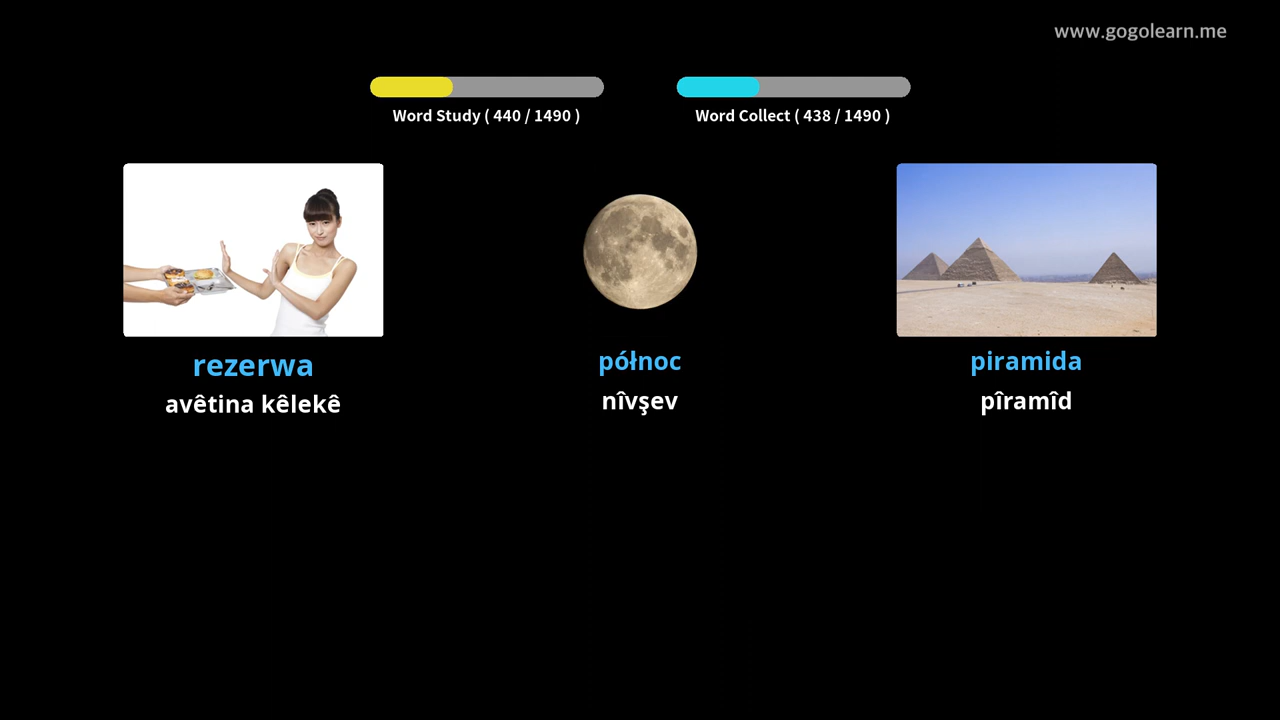 www.gogolearn.me
Word Study ( 440 / 1490 )
Word Collect ( 438 / 1490 )
rezerwa
avêtina kêlekê
północ
nîvşev
piramida
pîramîd